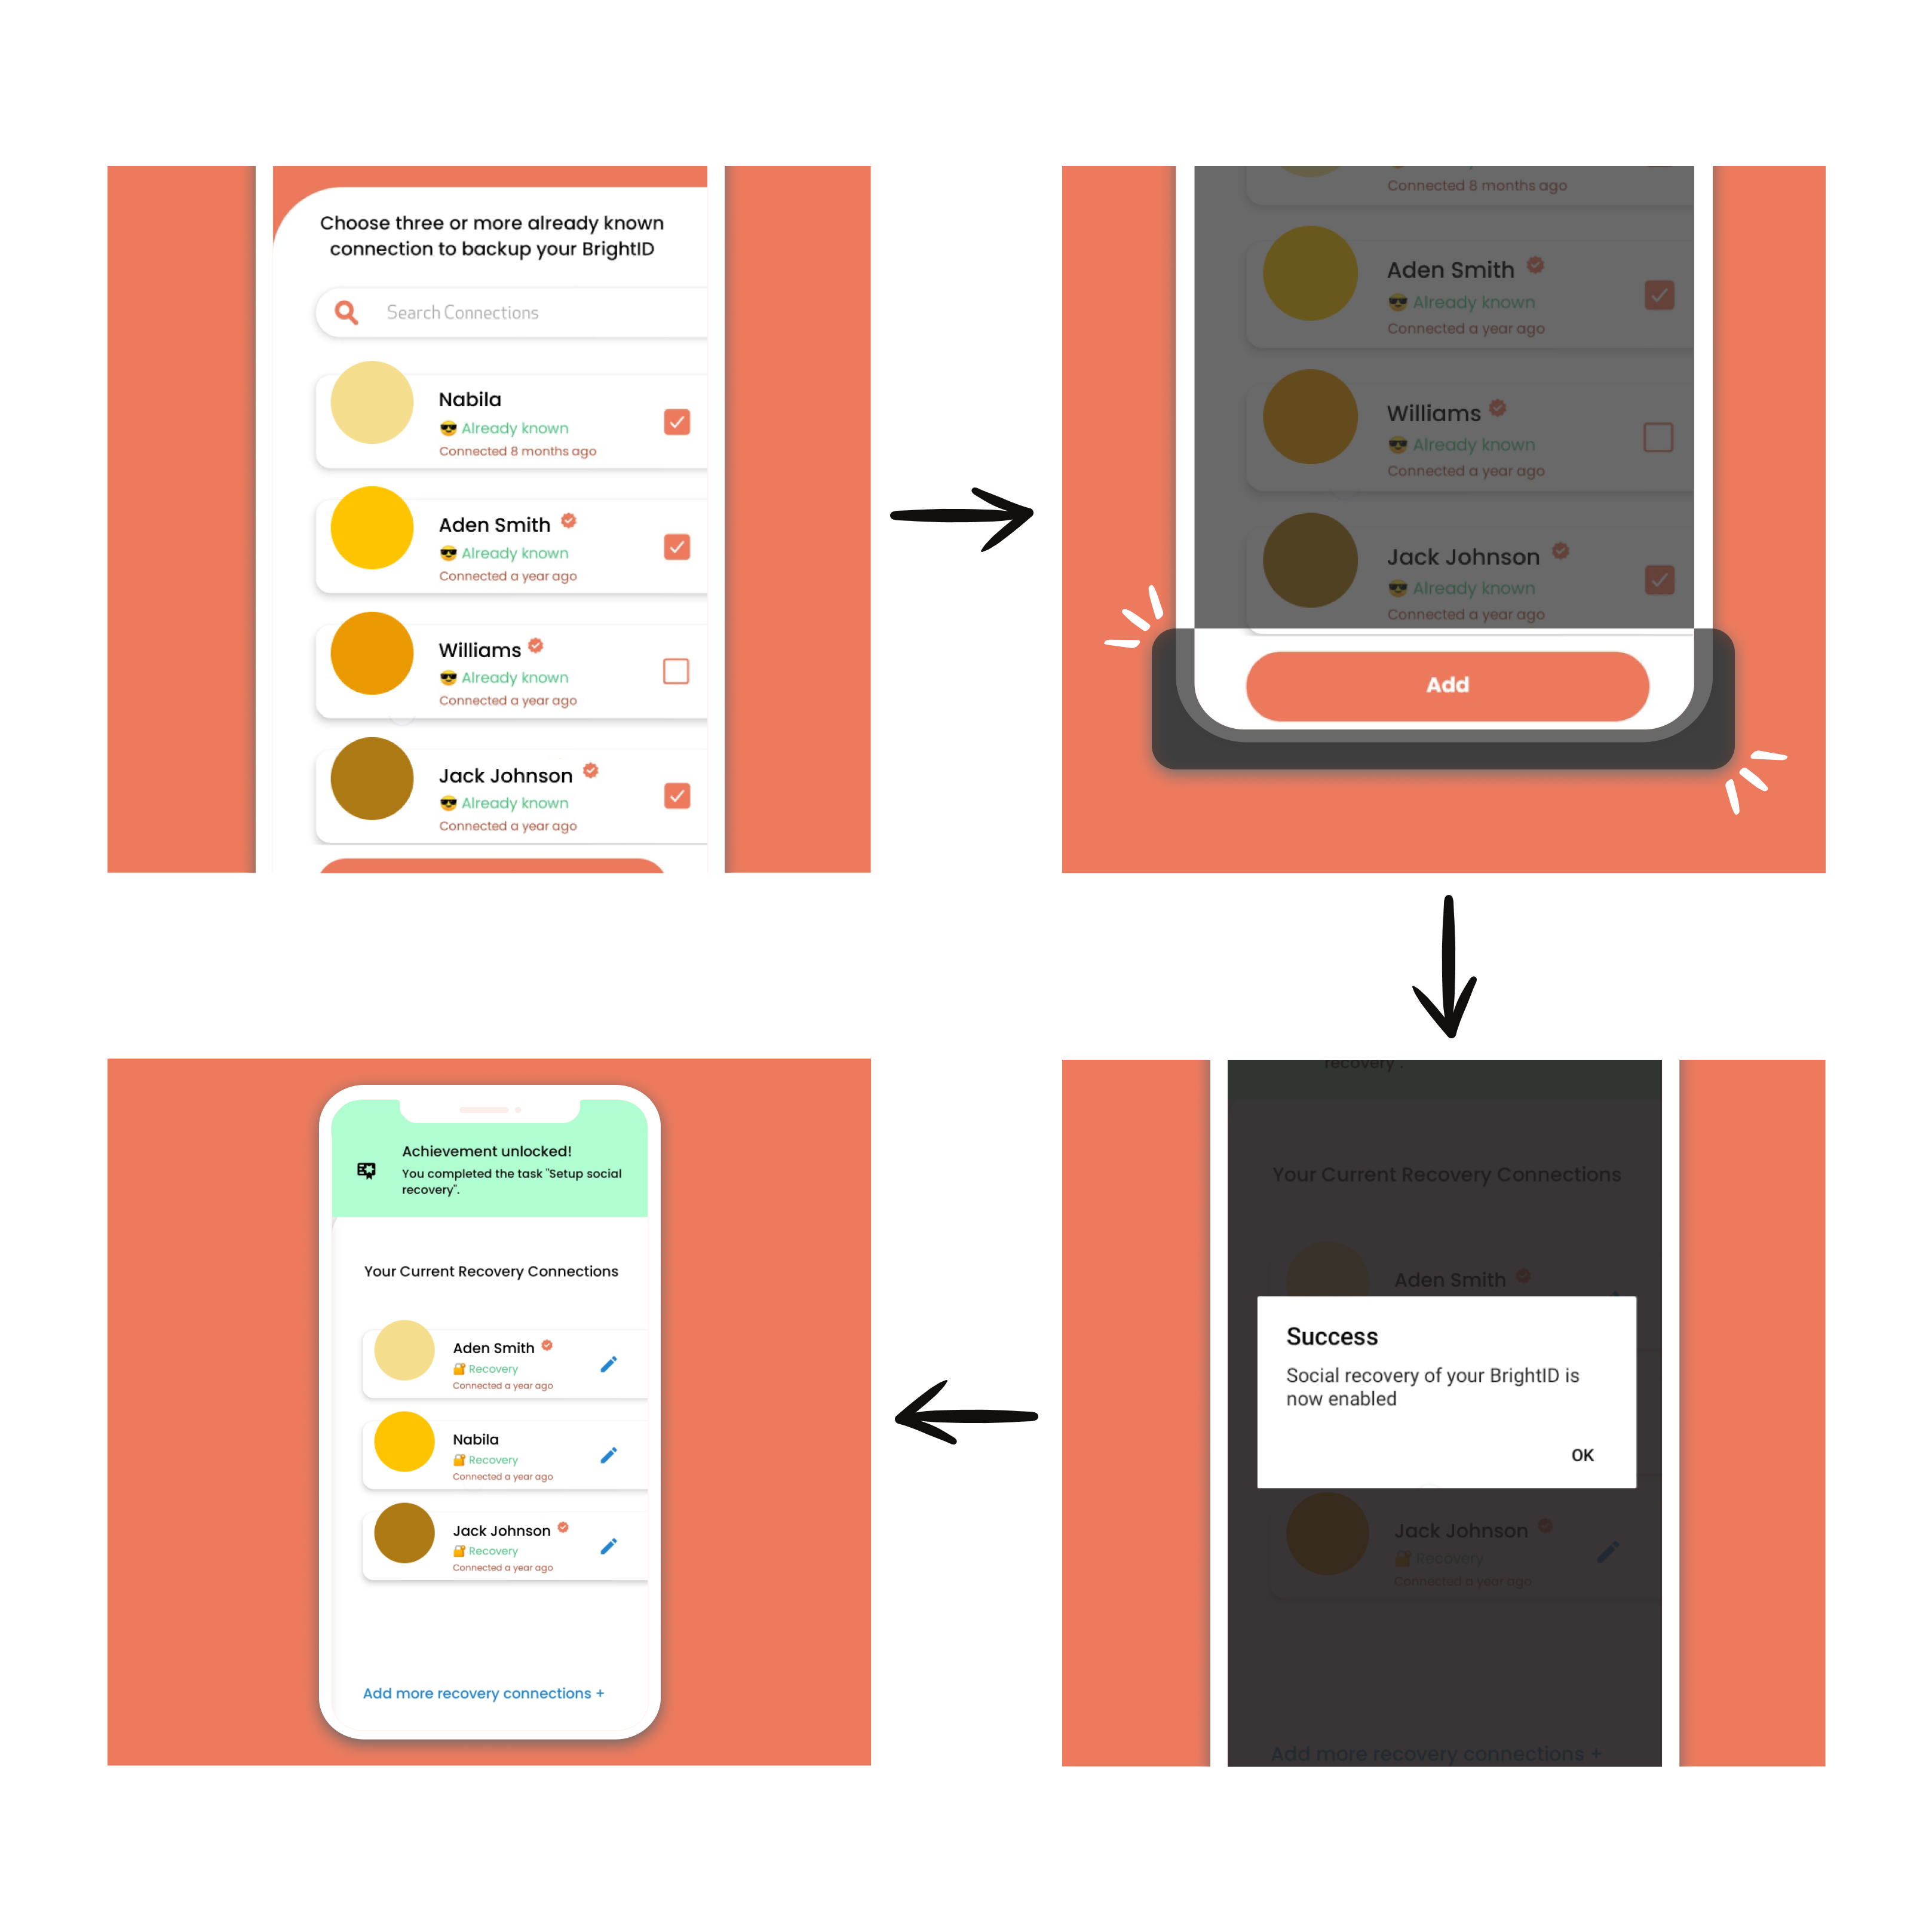 Choose three or more already known
connection to backup your BrightID
Search Connections
Nabila
😎 Already known
Connected 8 months ago
Aden Smith
😎 Already known
Connected a year ago
Williams
😎 Already known
Connected a year ago
Jack Johnson
😎 Already known
Connected a year ago
Connected 8 months ago
Aden Smith
😎 Already known
Connected a year ago
Williams
😎 Already known
Connected a year ago
Jack Johnson
😎 Already known
Connected a year ago
Add
recovery".
Your Current Recovery Connections
Aden Smith
Success
Social recovery of your BrightID is
now enabled
OK
Jack Johnson
🔐 Recovery
Connected a year ago
Add more recovery connections +
Achievement unlocked!
You completed the task "Setup social
recovery".
Your Current Recovery Connections
Aden Smith
🔐 Recovery
Connected a year ago
Nabila
🔐 Recovery
Connected a year ago
Jack Johnson
🔐 Recovery
Connected a year ago
Add more recovery connections +